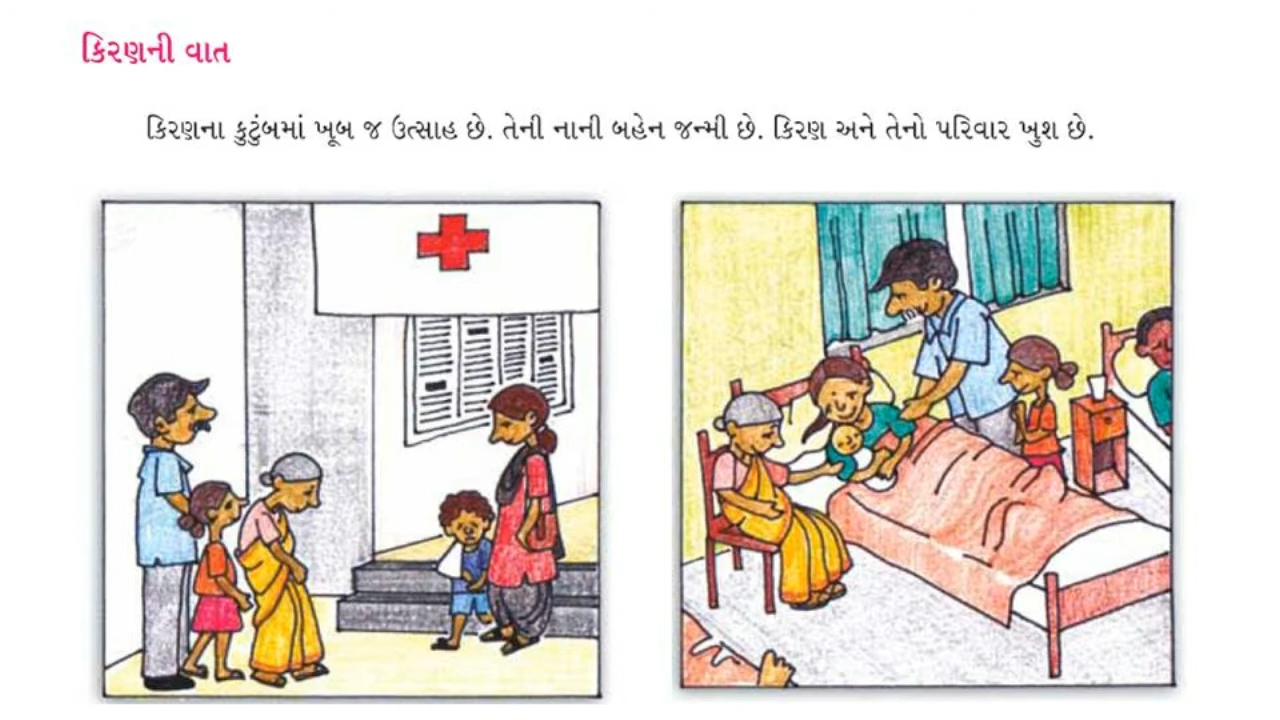 કિરણની વાત
કિરણના કુટુંબમાં ખૂબ જ ઉત્સાહ છે. તેની નાની બહેન જન્મી છે. કિરણ અને તેનો પરિવાર ખુશ છે.